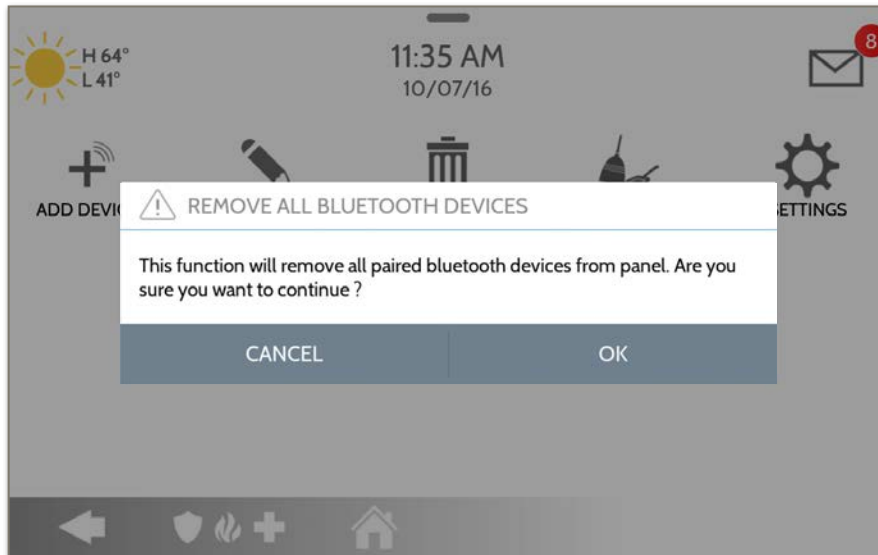 H 64°
L 41°
11:35 AM
10/07/16
8
ADD DEVI
SETTINGS
REMOVE ALL BLUETOOTH DEVICES
This function will remove all paired bluetooth devices from panel. Are you
sure you want to continue ?
CANCEL
OK